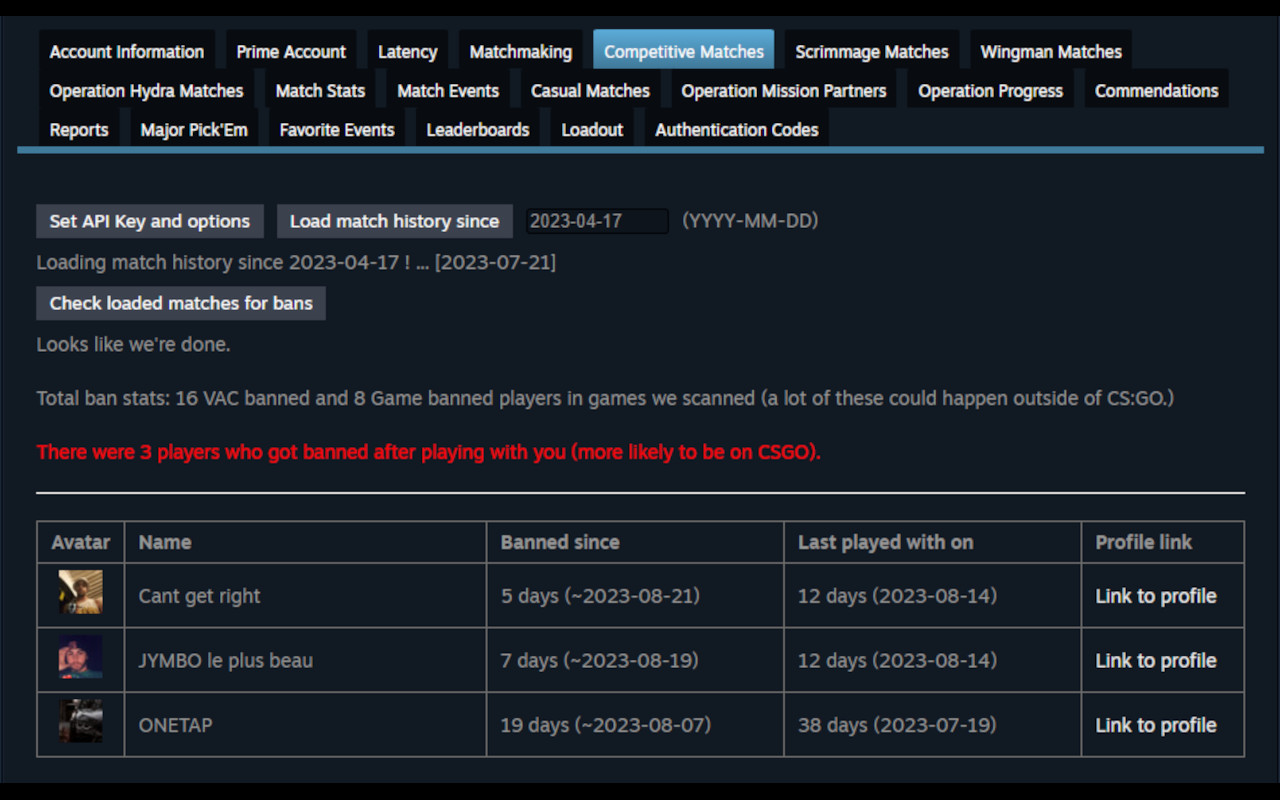 Account Information Prime Account Latency Matchmaking Competitive Matches Scrimmage Matches Wingman Matches
Operation Hydra Matches Match Stats Match Events Casual Matches Operation Mission Partners Operation Progress Commendations
Reports Major Pick'Em Favorite Events Leaderboards Loadout Authentication Codes
Set API Key and options Load match history since 2023-04-17 (YYYY-MM-DD)
Loading match history since 2023-04-17 ! ... [2023-07-21]
Check loaded matches for bans
Looks like we're done.
Total ban stats: 16 VAC banned and 8 Game banned players in games we scanned (a lot of these could happen outside of CS:GO.)
There were 3 players who got banned after playing with you (more likely to be on CSGO).
Avatar Name Banned since Last played with on Profile link
Cant get right 5 days (~2023-08-21) 12 days (2023-08-14) Link to profile
JYMBO le plus beau 7 days (~2023-08-19) 12 days (2023-08-14) Link to profile
ONETAP 19 days (~2023-08-07) 38 days (2023-07-19) Link to profile